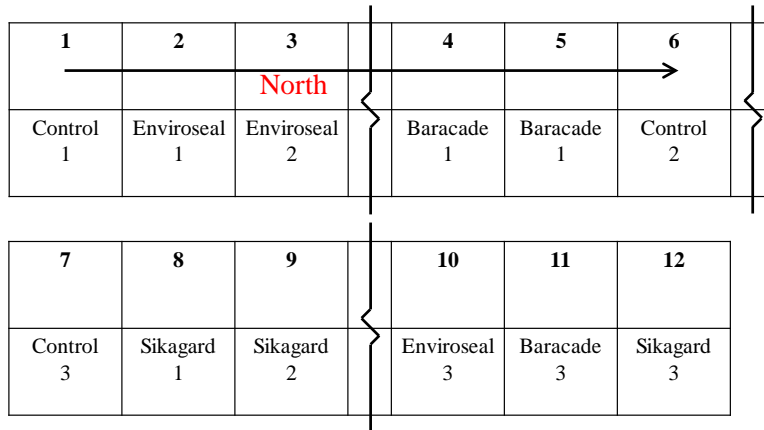 1 2 3 4 5 6
North
Control Enviroseal Enviroseal Baracade Baracade Control
1 1 2 1 1 2
7 8 9 10 11 12
Control Sikagard Sikagard Enviroseal Baracade Sikagard
3 1 2 3 3 3